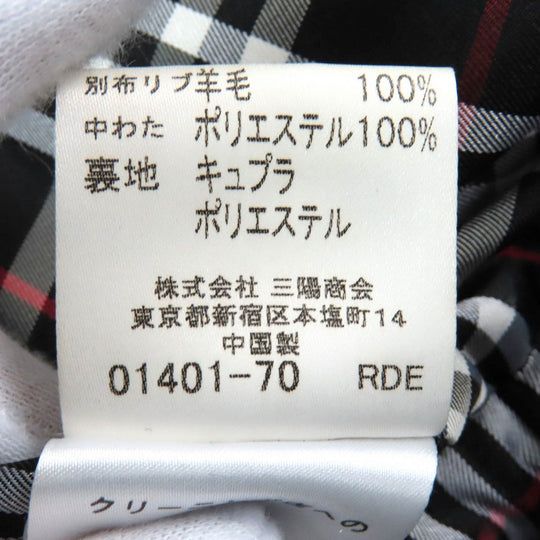 別布リブ羊毛 100%
中わた ポリエステル100%
裏地 キュプラ
ポリエステル
株式会社 三陽商会
東京都新宿区本塩町14
中国製
01401-70 RDE